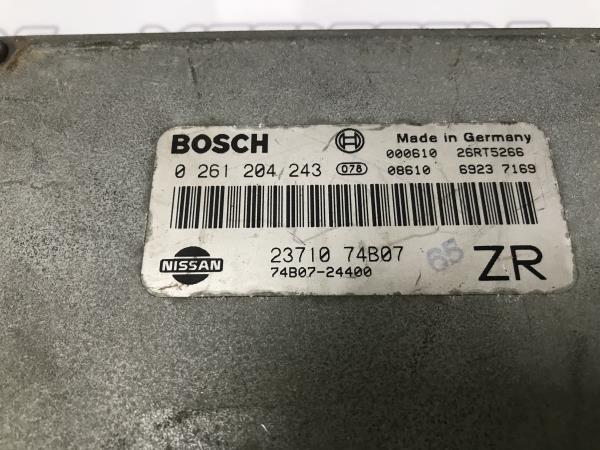 BOSCH
Made in Germany
0 261 204 243 078
000610 26RT5266
08610 6923 7169
NISSAN
23710 74B07
74B07-24400
65
ZR